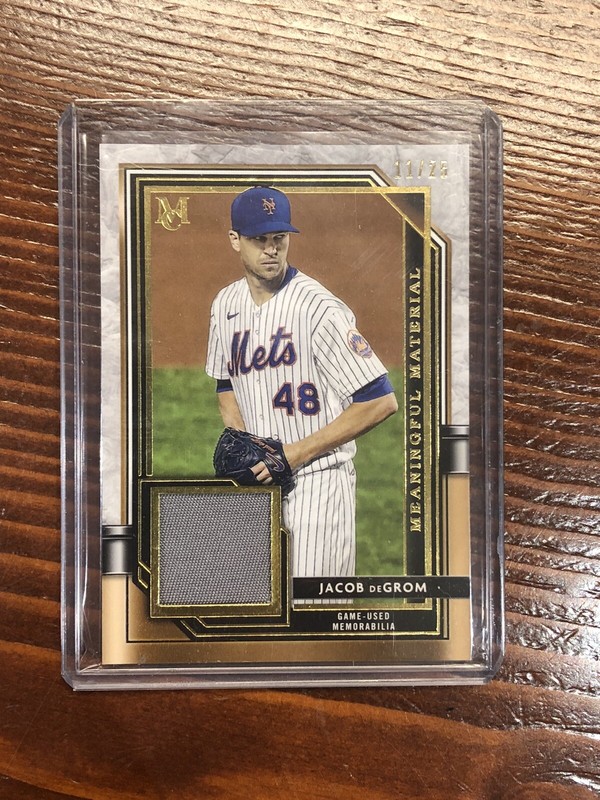 11/25
MC
NY
Mets
48
MEANINGFUL MATERIAL
JACOB deGROM
GAME-USED
MEMORABILIA